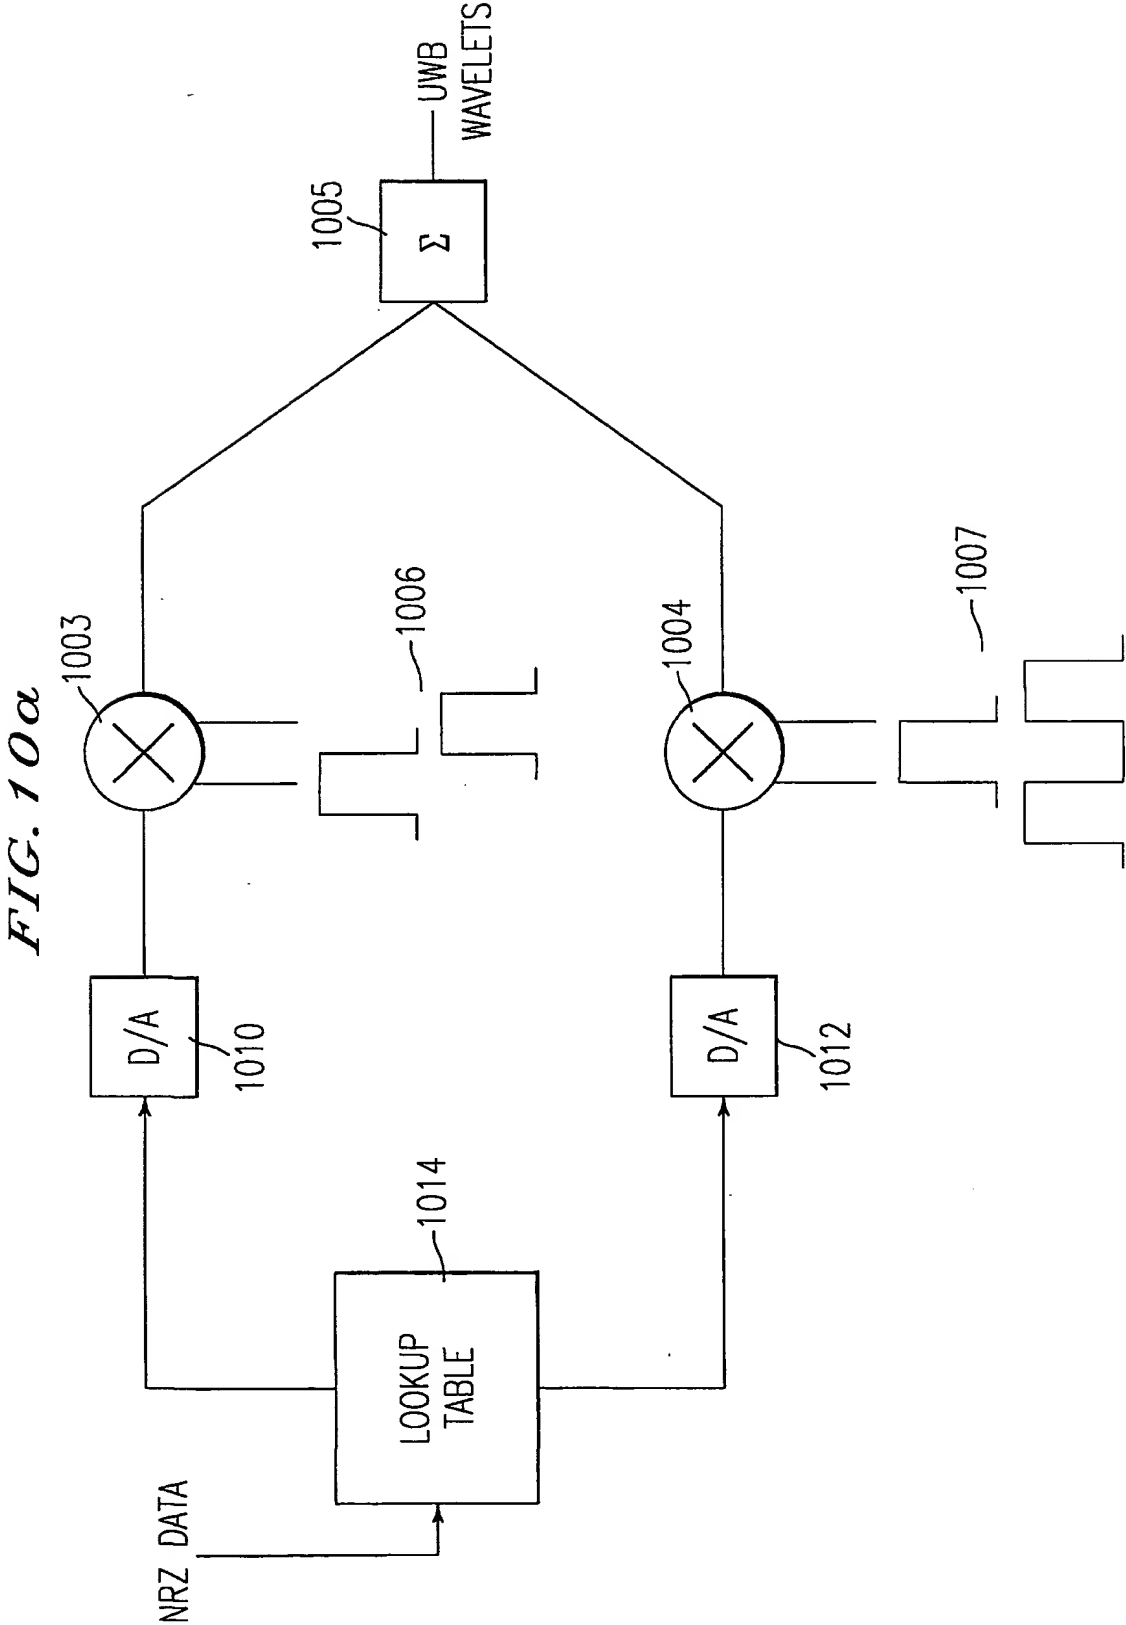 FIG. 10a
NRZ DATA
LOOKUP
TABLE
1014
D/A
1010
D/A
1012
1003
1006
1004
1007
1005
Σ
UWB
WAVELETS